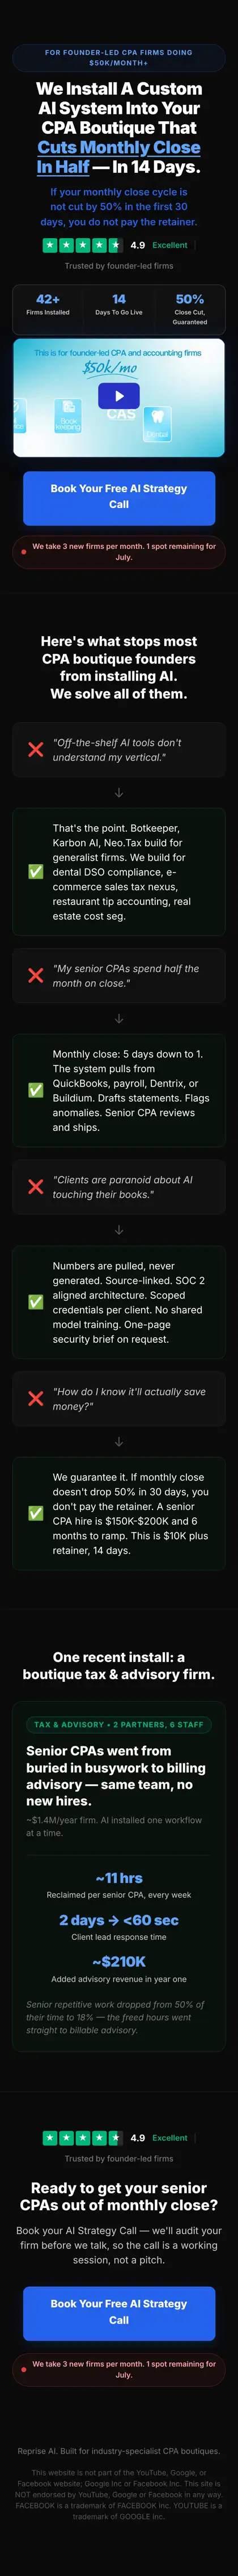 FOR FOUNDER-LED CPA FIRMS DOING
$50K/MONTH+
We Install A Custom
AI System Into Your
CPA Boutique That
Cuts Monthly Close
In Half — In 14 Days.
If your monthly close cycle is
not cut by 50% in the first 30
days, you do not pay the retainer.
4.9 Excellent
Trusted by founder-led firms
42+
Firms Installed
14
Days To Go Live
50%
Close Cut,
Guaranteed
This is for founder-led CPA and accounting firms
$50k/mo
CAS
Book
keeping
Dental
Book Your Free AI Strategy
Call
We take 3 new firms per month. 1 spot remaining for
July.
Here's what stops most
CPA boutique founders
from installing AI.
We solve all of them.
"Off-the-shelf AI tools don't
understand my vertical."
↓
That's the point. Botkeeper,
Karbon AI, Neo.Tax build for
generalist firms. We build for
dental DSO compliance, e-
commerce sales tax nexus,
restaurant tip accounting, real
estate cost seg.
"My senior CPAs spend half the
month on close."
↓
Monthly close: 5 days down to 1.
The system pulls from
QuickBooks, payroll, Dentrix, or
Buildium. Drafts statements. Flags
anomalies. Senior CPA reviews
and ships.
"Clients are paranoid about AI
touching their books."
↓
Numbers are pulled, never
generated. Source-linked. SOC 2
aligned architecture. Scoped
credentials per client. No shared
model training. One-page
security brief on request.
"How do I know it'll actually save
money?"
↓
We guarantee it. If monthly close
doesn't drop 50% in 30 days, you
don't pay the retainer. A senior
CPA hire is $150K-$200K and 6
months to ramp. This is $10K plus
retainer, 14 days.
One recent install: a
boutique tax & advisory firm.
TAX & ADVISORY • 2 PARTNERS, 6 STAFF
Senior CPAs went from
buried in busywork to billing
advisory — same team, no
new hires.
~$1.4M/year firm. AI installed one workflow
at a time.
~11 hrs
Reclaimed per senior CPA, every week
2 days → <60 sec
Client lead response time
~$210K
Added advisory revenue in year one
Senior repetitive work dropped from 50% of
their time to 18% — the freed hours went
straight to billable advisory.
4.9 Excellent
Trusted by founder-led firms
Ready to get your senior
CPAs out of monthly close?
Book your AI Strategy Call — we'll audit your
firm before we talk, so the call is a working
session, not a pitch.
Book Your Free AI Strategy
Call
We take 3 new firms per month. 1 spot remaining for
July.
Reprise AI. Built for industry-specialist CPA boutiques.
This website is not part of the YouTube, Google, or
Facebook website; Google Inc or Facebook Inc. This site is
NOT endorsed by YouTube, Google or Facebook in any way.
FACEBOOK is a trademark of FACEBOOK Inc. YOUTUBE is a
trademark of GOOGLE Inc.